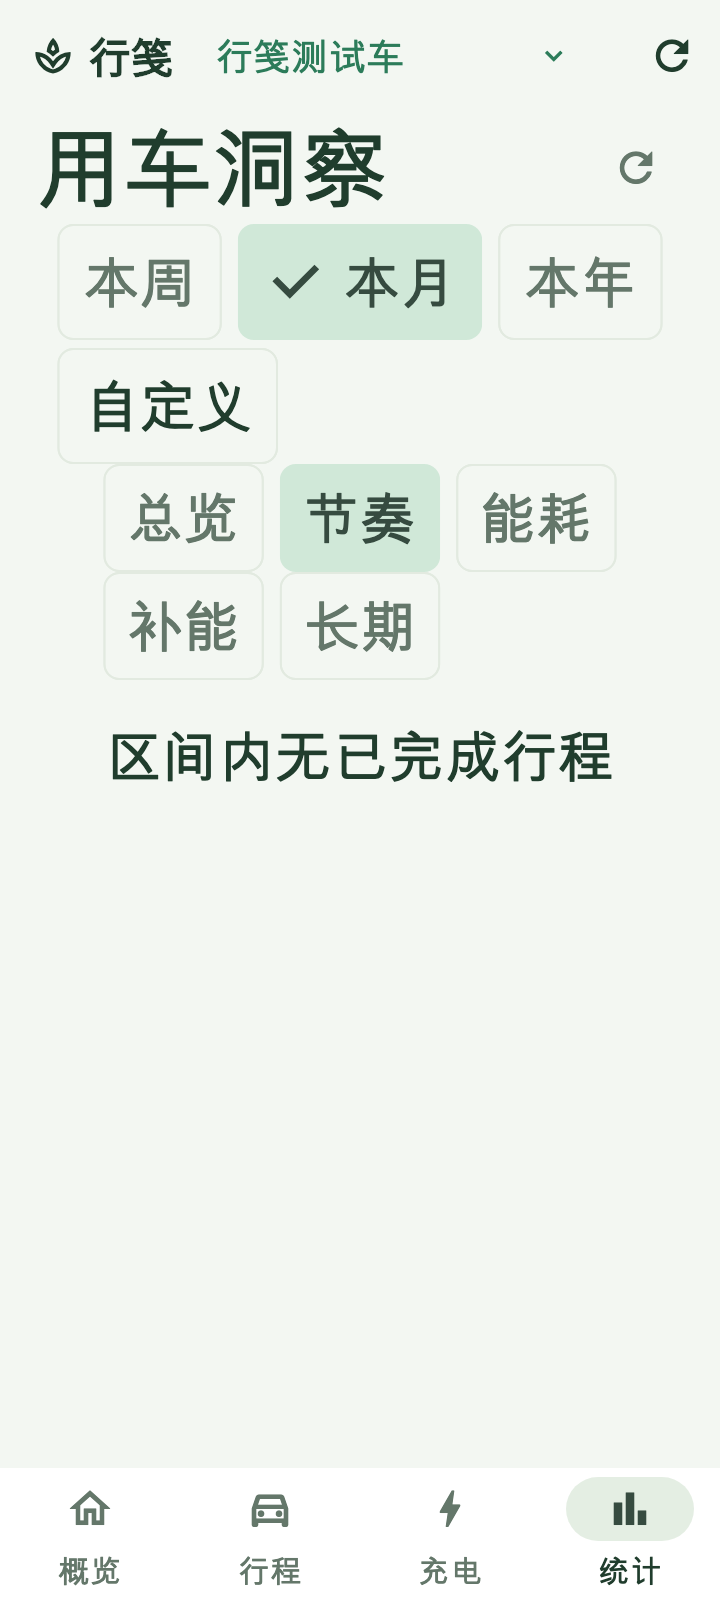 行笺 行笺测试车
用车洞察
本周 本月 本年
自定义
总览 节奏 能耗
补能 长期
区间内无已完成行程
概览 行程 充电 统计